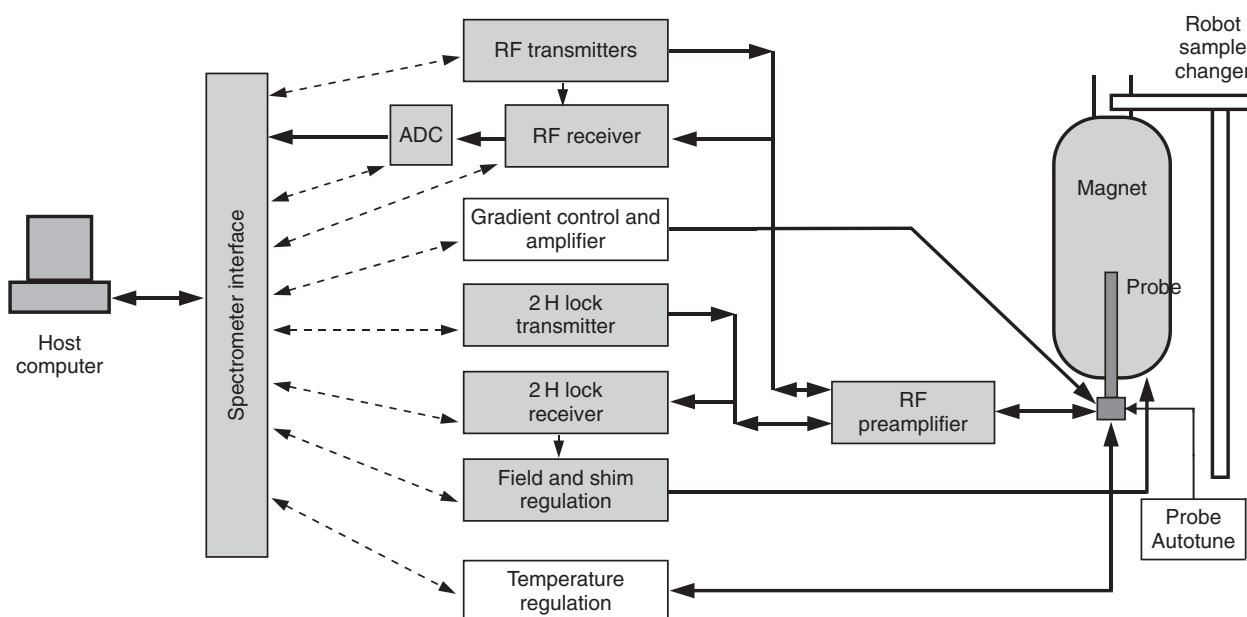 Robot
sample
changer
RF transmitters
ADC
RF receiver
Magnet
Gradient control and
amplifier
Spectrometer interface
Probe
2 H lock
transmitter
Host
computer
2 H lock
receiver
RF
preamplifier
Field and shim
regulation
Probe
Autotune
Temperature
regulation